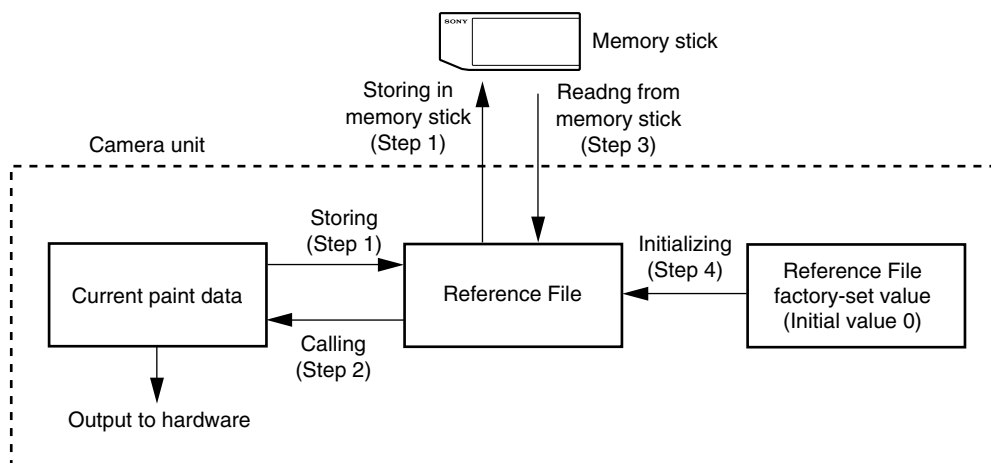 SONY
Memory stick
Storing in
memory stick
(Step 1)
Readng from
memory stick
(Step 3)
Camera unit
Storing
(Step 1)
Initializing
(Step 4)
Current paint data
Reference File
Reference File
factory-set value
(Initial value 0)
Calling
(Step 2)
Output to hardware